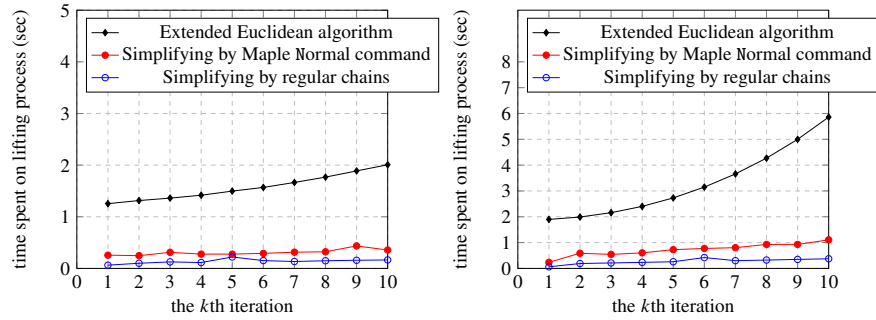 time spent on lifting process (sec)
5
4
3
2
1
0
Extended Euclidean algorithm
Simplifying by Maple Normal command
Simplifying by regular chains
0 1 2 3 4 5 6 7 8 9 10
the kth iteration
time spent on lifting process (sec)
8
7
6
5
4
3
2
1
0
Extended Euclidean algorithm
Simplifying by Maple Normal command
Simplifying by regular chains
0 1 2 3 4 5 6 7 8 9 10
the kth iteration